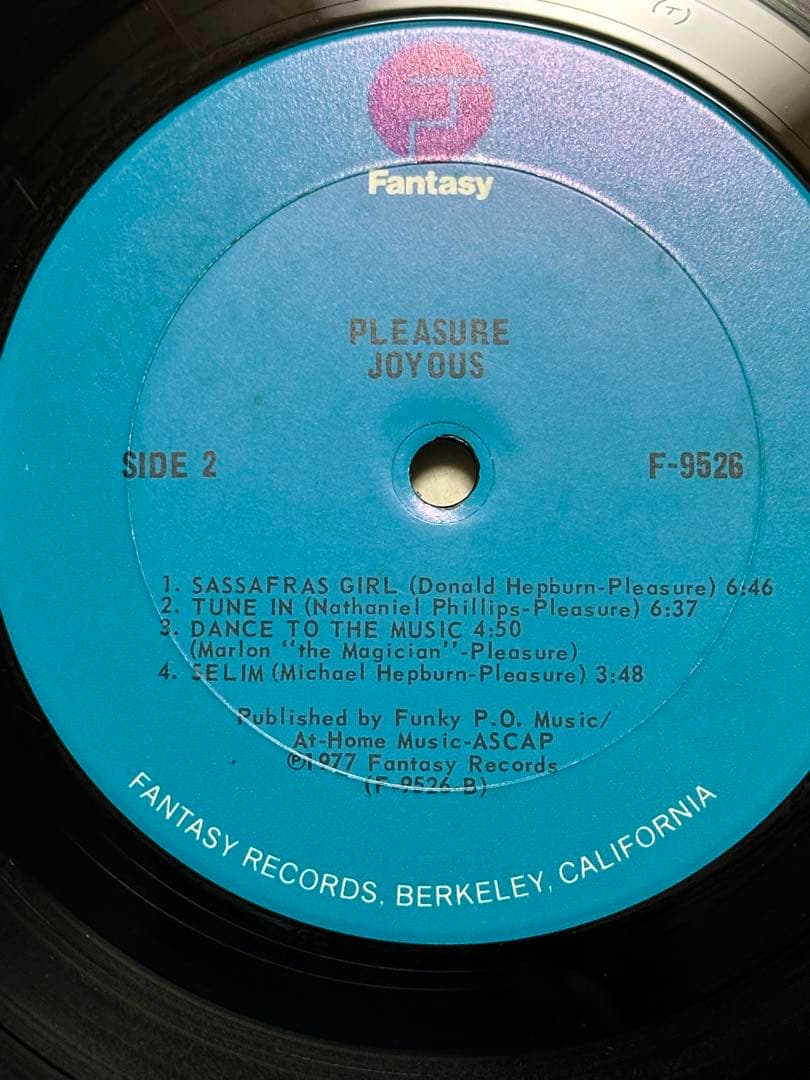 (T)
Fantasy
PLEASURE
JOYOUS
SIDE 2
F-9526
1. SASSAFRAS GIRL (Donald Hepburn-Pleasure) 6:46
2. TUNE IN (Nathaniel Phillips-Pleasure) 6:37
3. DANCE TO THE MUSIC 4:50
(Marlon "the Magician"-Pleasure)
4. SELIM (Michael Hepburn-Pleasure) 3:48
Published by Funky P.O. Music/
At-Home Music-ASCAP
℗1977 Fantasy Records
(F-9526-B)
FANTASY RECORDS, BERKELEY, CALIFORNIA